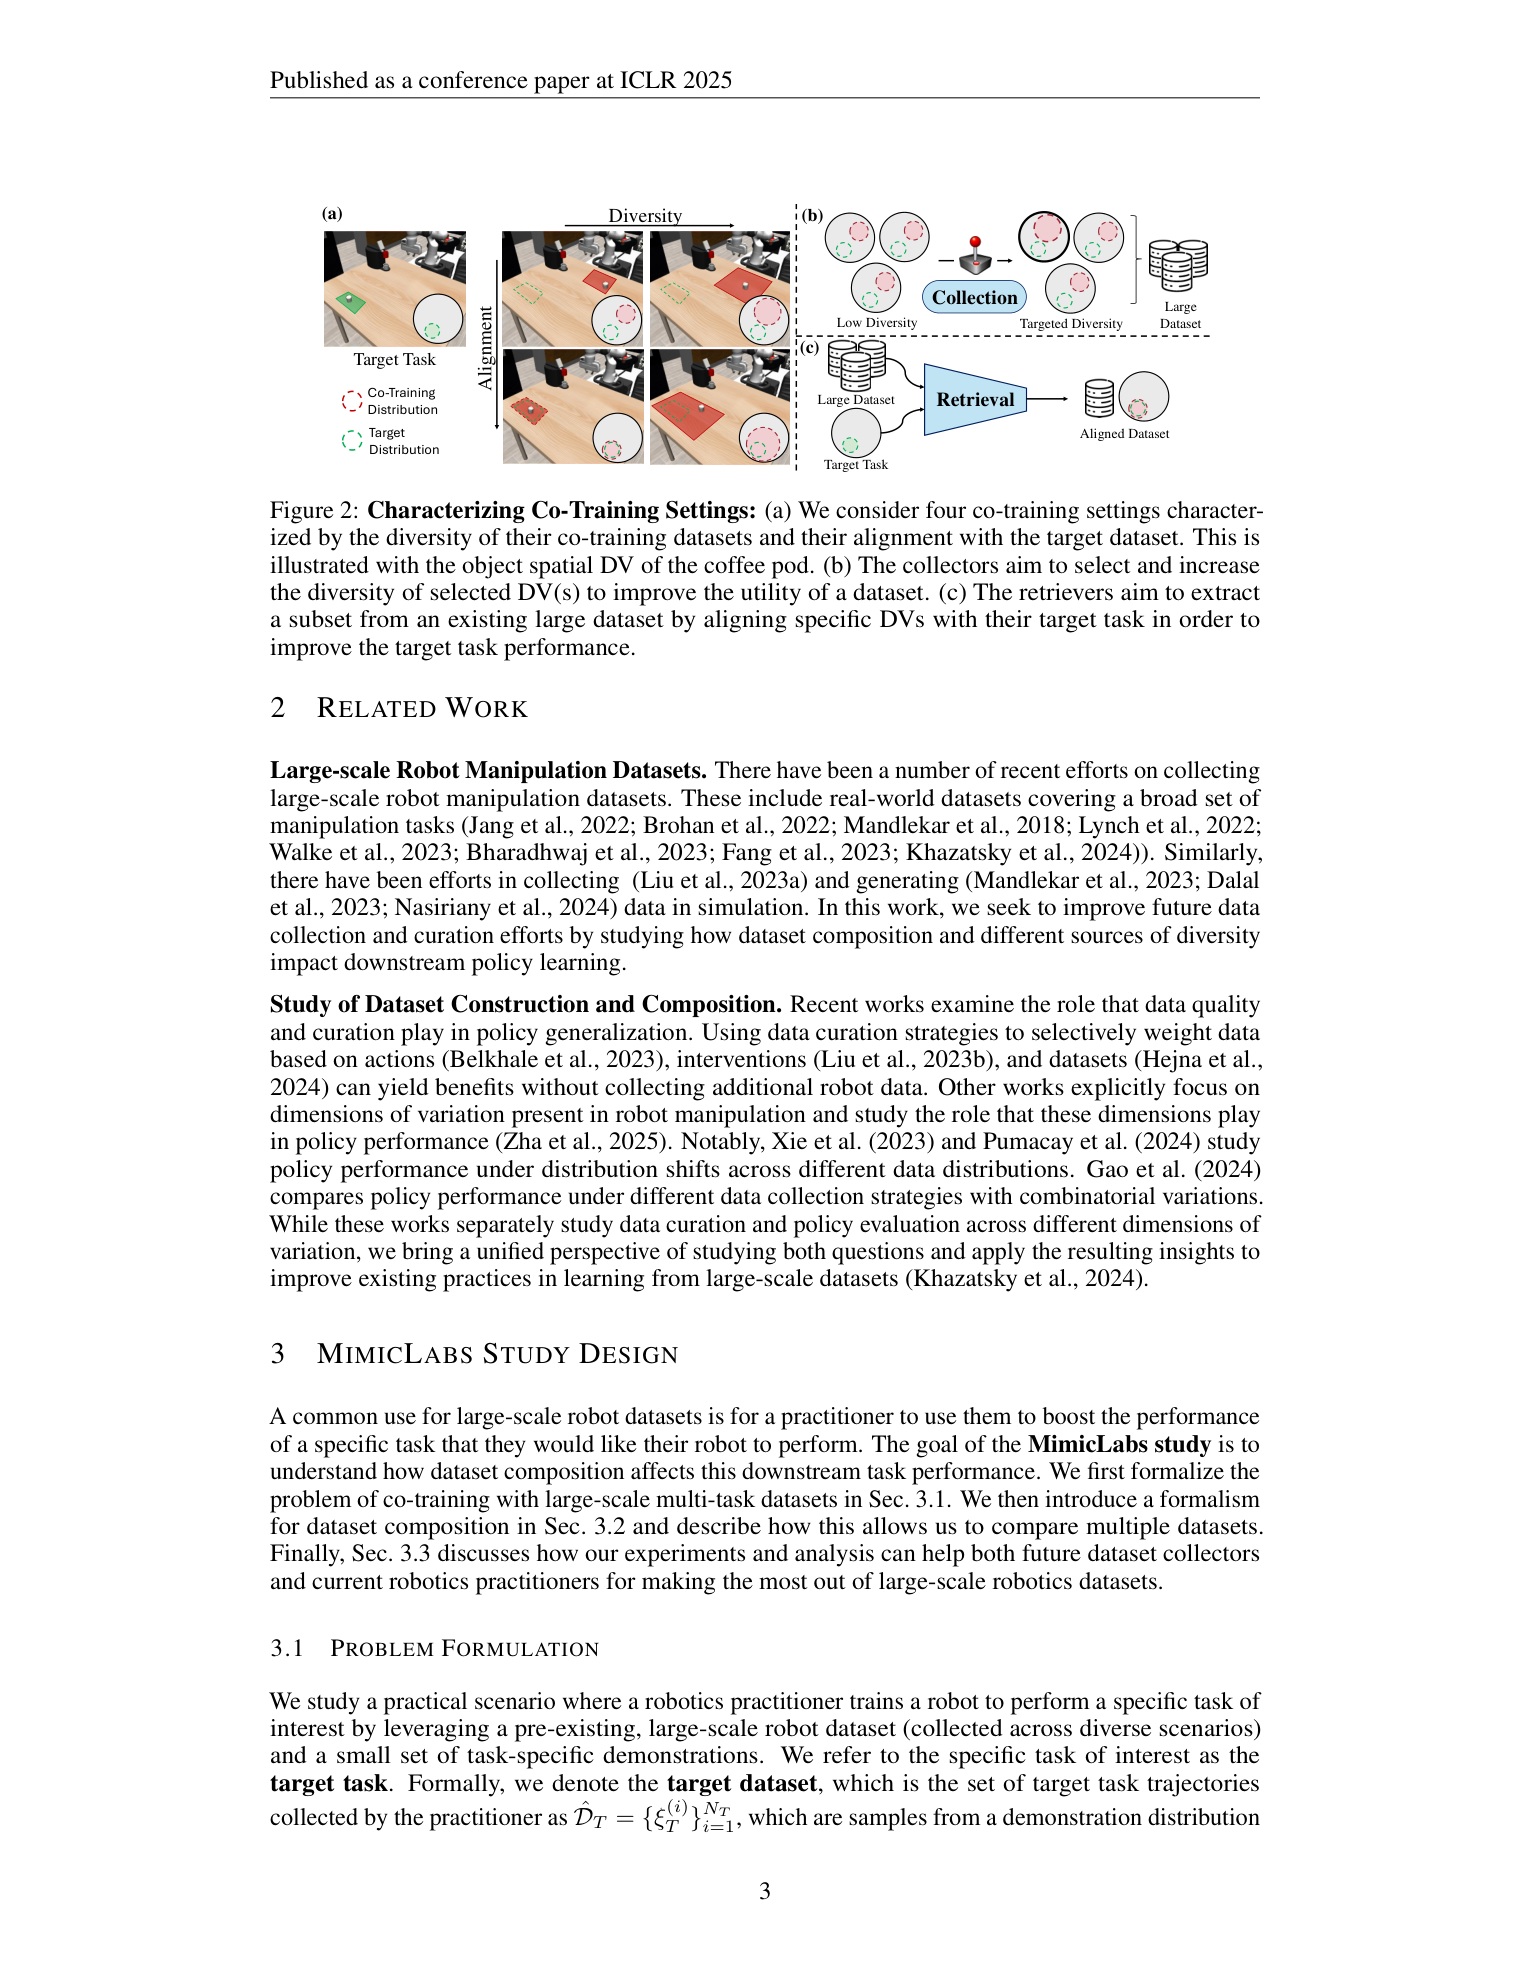 Published as a conference paper at ICLR 2025
(a)
Diversity
Alignment
Target Task
Co-Training
Distribution
Target
Distribution
(b)
Low Diversity
Collection
Targeted Diversity
Large
Dataset
(c)
Large Dataset
Target Task
Retrieval
Aligned Dataset
Figure 2: Characterizing Co-Training Settings: (a) We consider four co-training settings character-
ized by the diversity of their co-training datasets and their alignment with the target dataset. This is
illustrated with the object spatial DV of the coffee pod. (b) The collectors aim to select and increase
the diversity of selected DV(s) to improve the utility of a dataset. (c) The retrievers aim to extract
a subset from an existing large dataset by aligning specific DVs with their target task in order to
improve the target task performance.
2 RELATED WORK
Large-scale Robot Manipulation Datasets. There have been a number of recent efforts on collecting
large-scale robot manipulation datasets. These include real-world datasets covering a broad set of
manipulation tasks (Jang et al., 2022; Brohan et al., 2022; Mandlekar et al., 2018; Lynch et al., 2022;
Walke et al., 2023; Bharadhwaj et al., 2023; Fang et al., 2023; Khazatsky et al., 2024)). Similarly,
there have been efforts in collecting (Liu et al., 2023a) and generating (Mandlekar et al., 2023; Dalal
et al., 2023; Nasiriany et al., 2024) data in simulation. In this work, we seek to improve future data
collection and curation efforts by studying how dataset composition and different sources of diversity
impact downstream policy learning.
Study of Dataset Construction and Composition. Recent works examine the role that data quality
and curation play in policy generalization. Using data curation strategies to selectively weight data
based on actions (Belkhale et al., 2023), interventions (Liu et al., 2023b), and datasets (Hejna et al.,
2024) can yield benefits without collecting additional robot data. Other works explicitly focus on
dimensions of variation present in robot manipulation and study the role that these dimensions play
in policy performance (Zha et al., 2025). Notably, Xie et al. (2023) and Pumacay et al. (2024) study
policy performance under distribution shifts across different data distributions. Gao et al. (2024)
compares policy performance under different data collection strategies with combinatorial variations.
While these works separately study data curation and policy evaluation across different dimensions of
variation, we bring a unified perspective of studying both questions and apply the resulting insights to
improve existing practices in learning from large-scale datasets (Khazatsky et al., 2024).
3 MIMICLABS STUDY DESIGN
A common use for large-scale robot datasets is for a practitioner to use them to boost the performance
of a specific task that they would like their robot to perform. The goal of the MimicLabs study is to
understand how dataset composition affects this downstream task performance. We first formalize the
problem of co-training with large-scale multi-task datasets in Sec. 3.1. We then introduce a formalism
for dataset composition in Sec. 3.2 and describe how this allows us to compare multiple datasets.
Finally, Sec. 3.3 discusses how our experiments and analysis can help both future dataset collectors
and current robotics practitioners for making the most out of large-scale robotics datasets.
3.1 PROBLEM FORMULATION
We study a practical scenario where a robotics practitioner trains a robot to perform a specific task of
interest by leveraging a pre-existing, large-scale robot dataset (collected across diverse scenarios)
and a small set of task-specific demonstrations. We refer to the specific task of interest as the
target task. Formally, we denote the target dataset, which is the set of target task trajectories
collected by the practitioner as $\hat{\mathcal{D}}_T = \{\xi_T^{(i)}\}_{i=1}^{N_T}$, which are samples from a demonstration distribution
3